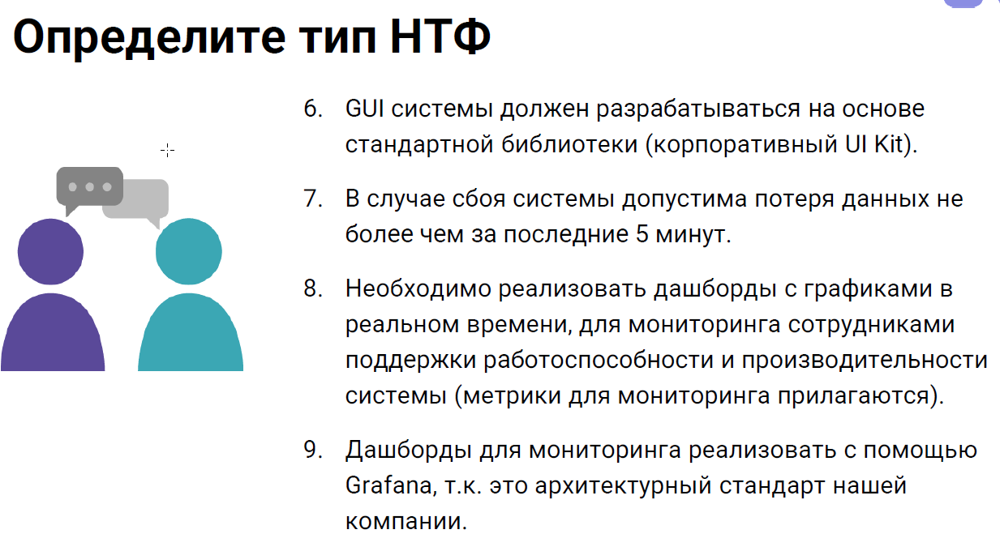 Определите тип НТФ
6. GUI системы должен разрабатываться на основе
стандартной библиотеки (корпоративный UI Kit).
7. В случае сбоя системы допустима потеря данных не
более чем за последние 5 минут.
8. Необходимо реализовать дашборды с графиками в
реальном времени, для мониторинга сотрудниками
поддержки работоспособности и производительности
системы (метрики для мониторинга прилагаются).
9. Дашборды для мониторинга реализовать с помощью
Grafana, т.к. это архитектурный стандарт нашей
компании.